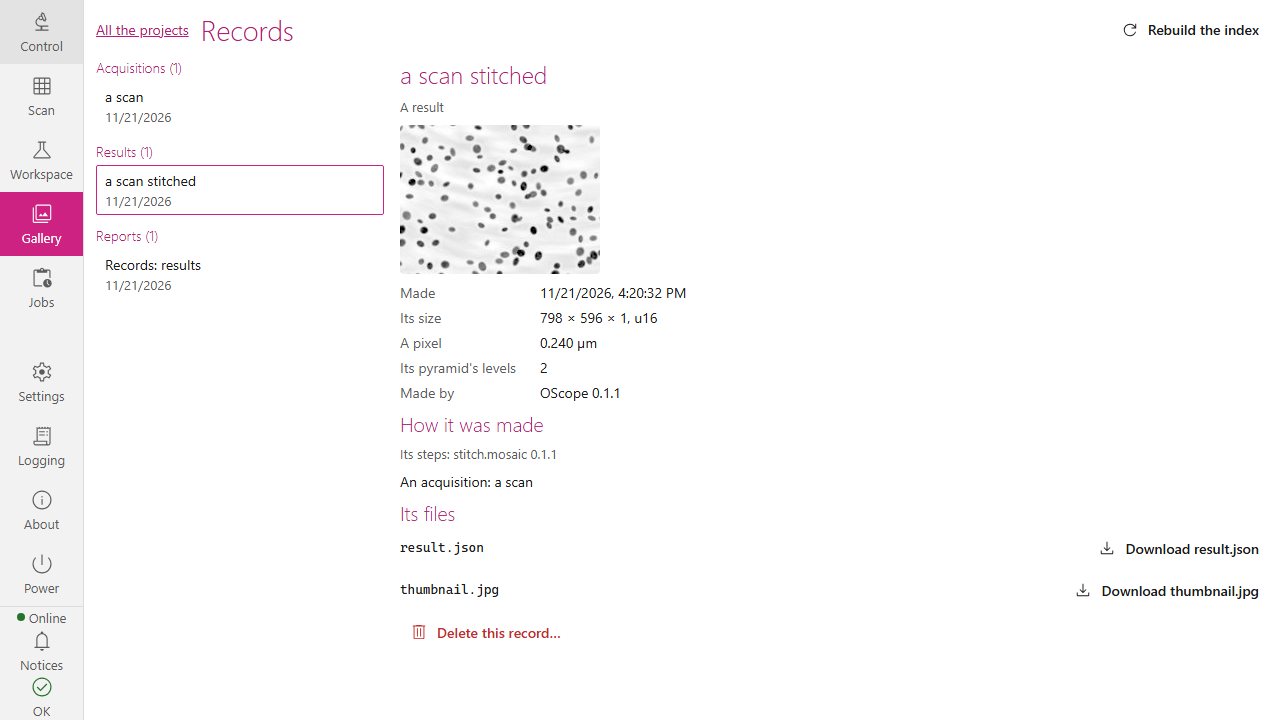 Control
Scan
Workspace
Gallery
Jobs
Settings
Logging
About
Power
Online
Notices
OK
All the projects
Records
Rebuild the index
Acquisitions (1)
a scan
11/21/2026
Results (1)
a scan stitched
11/21/2026
Reports (1)
Records: results
11/21/2026
a scan stitched
A result
Made 11/21/2026, 4:20:32 PM
Its size 798 × 596 × 1, u16
A pixel 0.240 µm
Its pyramid's levels 2
Made by OScope 0.1.1
How it was made
Its steps: stitch.mosaic 0.1.1
An acquisition: a scan
Its files
result.json Download result.json
thumbnail.jpg Download thumbnail.jpg
Delete this record...